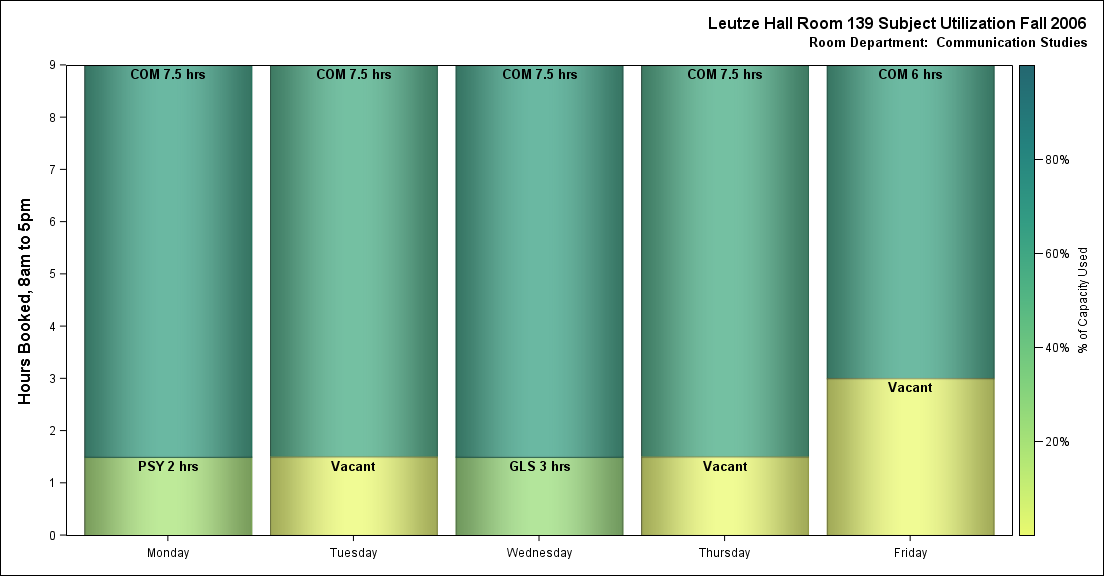 Leutze Hall Room 139 Subject Utilization Fall 2006
Room Department:  Communication Studies
Hours Booked, 8am to 5pm
9
8
7
6
5
4
3
2
1
0
COM 7.5 hrs
PSY 2 hrs
COM 7.5 hrs
Vacant
COM 7.5 hrs
GLS 3 hrs
COM 7.5 hrs
Vacant
COM 6 hrs
Vacant
Monday
Tuesday
Wednesday
Thursday
Friday
80%
60%
40%
20%
% of Capacity Used